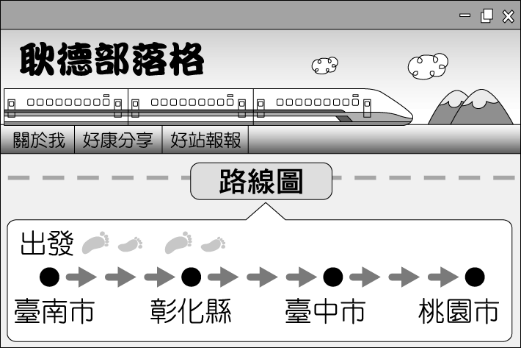 耿德部落格
關於我 好康分享 好站報報
路線圖
出發
臺南市 彰化縣 臺中市 桃園市